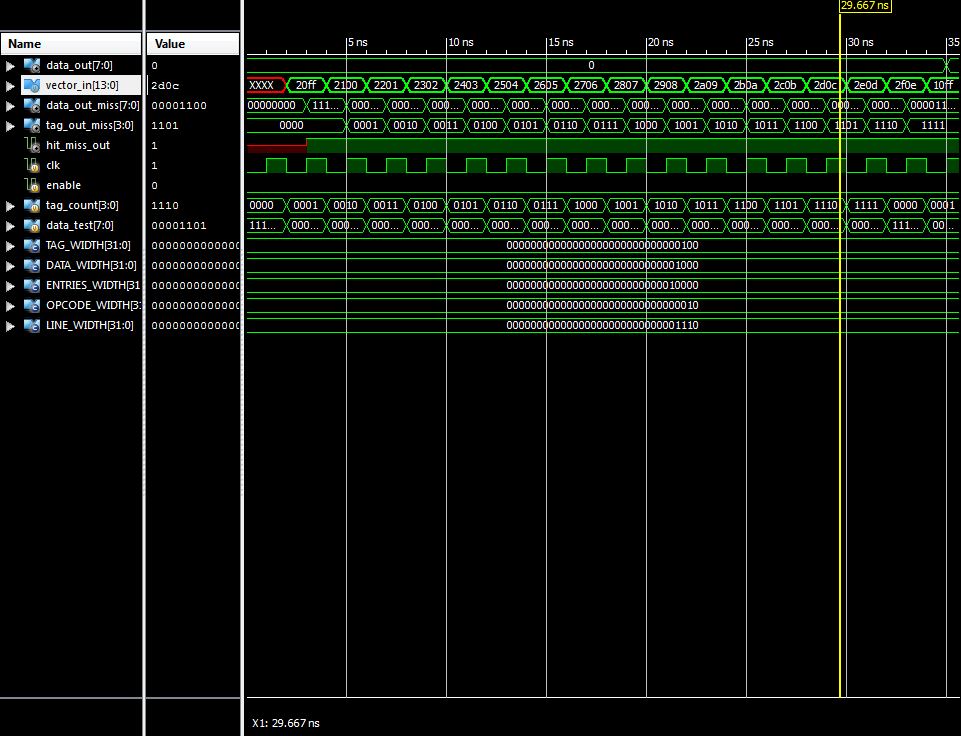 29.667 ns
Name Value 5 ns 10 ns 15 ns 20 ns 25 ns 30 ns 35
data_out[7:0] 0 0
vector_in[13:0] 2d0c XXXX 20ff 2100 2201 2302 2403 2504 2605 2706 2807 2908 2a09 2b0a 2c0b 2d0c 2e0d 2f0e 10ff
data_out_miss[7:0] 00001100 00000000 111... 000... 000... 000... 000... 000... 000... 000... 000... 000... 000... 000... 000... 000... 000... 000011...
tag_out_miss[3:0] 1101 0000 0001 0010 0011 0100 0101 0110 0111 1000 1001 1010 1011 1100 1101 1110 1111
hit_miss_out 1
clk 1
enable 0
tag_count[3:0] 1110 0000 0001 0010 0011 0100 0101 0110 0111 1000 1001 1010 1011 1100 1101 1110 1111 0000 0001
data_test[7:0] 00001101 111... 000... 000... 000... 000... 000... 000... 000... 000... 000... 000... 000... 000... 000... 000... 000... 111... 00...
TAG_WIDTH[31:0] 0000000000000 00000000000000000000000000000100
DATA_WIDTH[31:0] 0000000000000 00000000000000000000000000001000
ENTRIES_WIDTH[31 0000000000000 00000000000000000000000000010000
OPCODE_WIDTH[3: 0000000000000 00000000000000000000000000000010
LINE_WIDTH[31:0] 0000000000000 00000000000000000000000000001110
X1: 29.667 ns